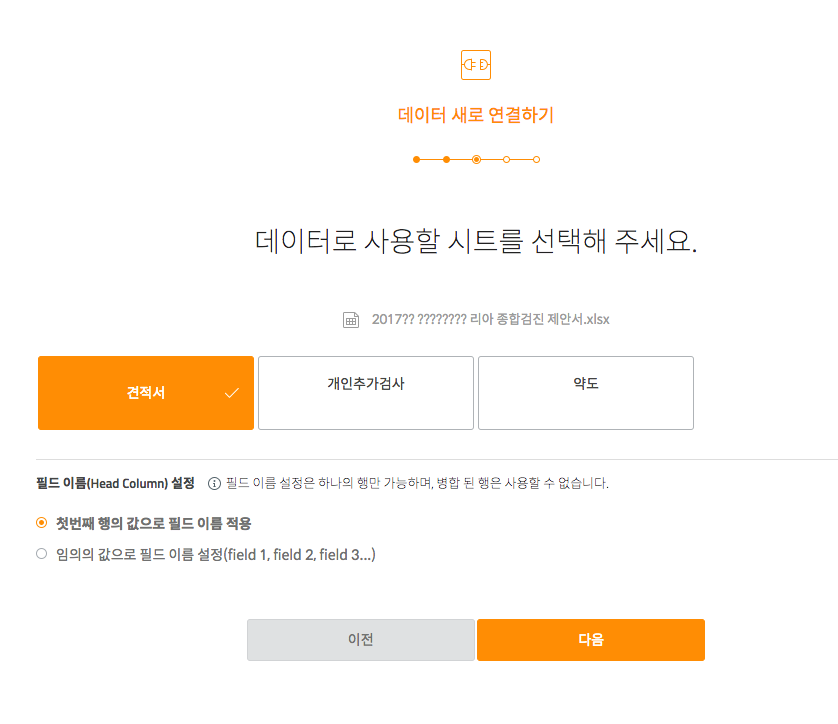 데이터 새로 연결하기
데이터로 사용할 시트를 선택해 주세요.
2017?? ???????? 리아 종합검진 제안서.xlsx
견적서
개인추가검사
약도
필드 이름(Head Column) 설정 필드 이름 설정은 하나의 행만 가능하며, 병합 된 행은 사용할 수 없습니다.
첫번째 행의 값으로 필드 이름 적용
임의의 값으로 필드 이름 설정(field 1, field 2, field 3...)
이전
다음